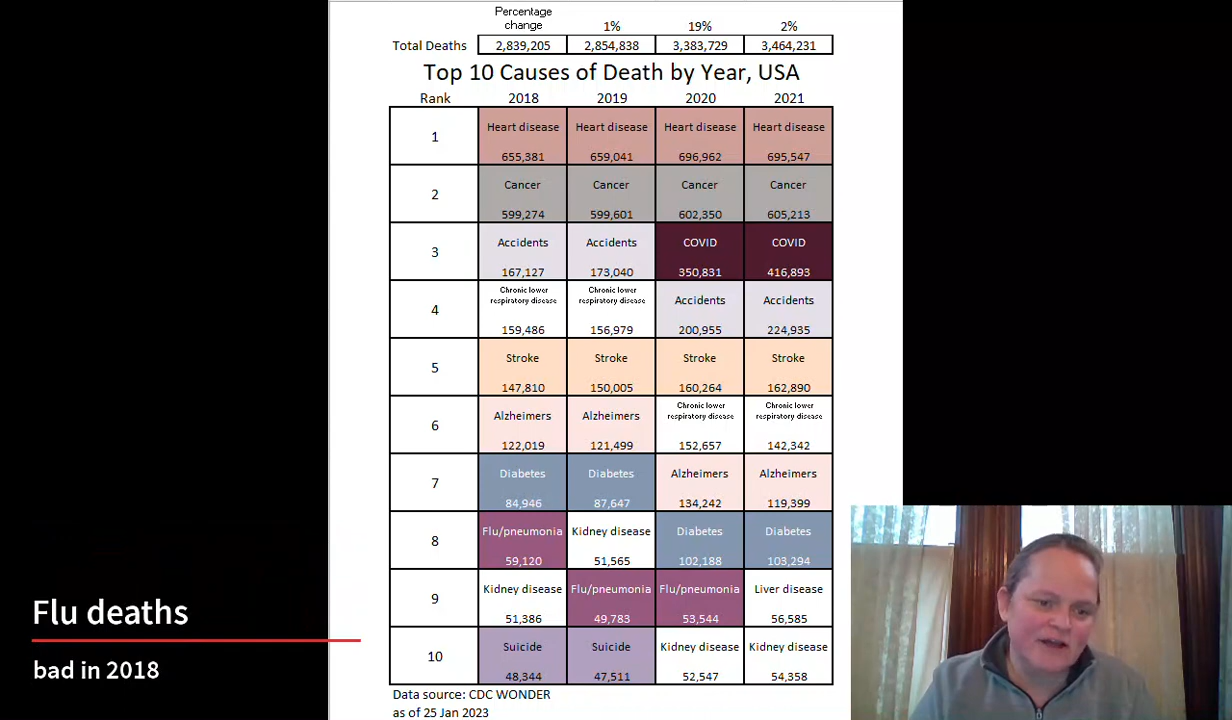 Percentage
change 1% 19% 2%
Total Deaths 2,839,205 2,854,838 3,383,729 3,464,231
Top 10 Causes of Death by Year, USA
Rank 2018 2019 2020 2021
1 Heart disease Heart disease Heart disease Heart disease
655,381 659,041 696,962 695,547
2 Cancer Cancer Cancer Cancer
599,274 599,601 602,350 605,213
3 Accidents Accidents COVID COVID
167,127 173,040 350,831 416,893
4 Chronic lower respiratory disease Chronic lower respiratory disease Accidents Accidents
159,486 156,979 200,955 224,935
5 Stroke Stroke Stroke Stroke
147,810 150,005 160,264 162,890
6 Alzheimers Alzheimers Chronic lower respiratory disease Chronic lower respiratory disease
122,019 121,499 152,657 142,342
7 Diabetes Diabetes Alzheimers Alzheimers
84,946 87,647 134,242 119,399
8 Flu/pneumonia Kidney disease Diabetes Diabetes
59,120 51,565 102,188 103,294
9 Kidney disease Flu/pneumonia Flu/pneumonia Liver disease
51,386 49,783 53,544 56,585
10 Suicide Suicide Kidney disease Kidney disease
48,344 47,511 52,547 54,358
Data source: CDC WONDER
as of 25 Jan 2023
Flu deaths
bad in 2018